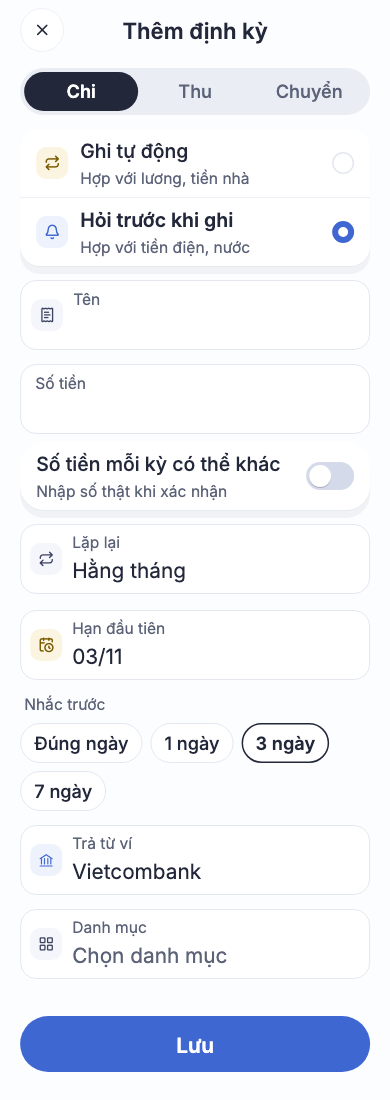 Thêm định kỳ
Chi
Thu
Chuyển
Ghi tự động
Hợp với lương, tiền nhà
Hỏi trước khi ghi
Hợp với tiền điện, nước
Tên
Số tiền
Số tiền mỗi kỳ có thể khác
Nhập số thật khi xác nhận
Lặp lại
Hằng tháng
Hạn đầu tiên
03/11
Nhắc trước
Đúng ngày
1 ngày
3 ngày
7 ngày
Trả từ ví
Vietcombank
Danh mục
Chọn danh mục
Lưu